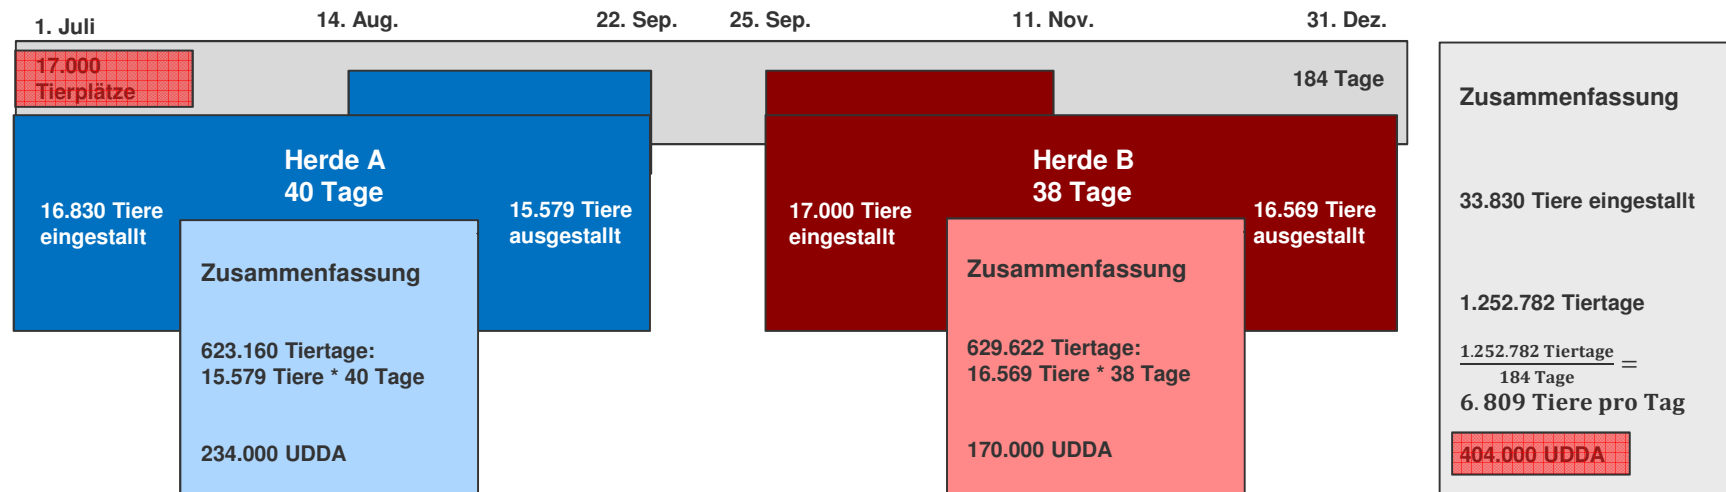 1. Juli
14. Aug.
22. Sep.
25. Sep.
11. Nov.
31. Dez.
17.000
Tierplätze
184 Tage
Herde A
40 Tage
16.830 Tiere
eingestallt
15.579 Tiere
ausgestallt
Zusammenfassung
623.160 Tiertage:
15.579 Tiere * 40 Tage
234.000 UDDA
Herde B
38 Tage
17.000 Tiere
eingestallt
16.569 Tiere
ausgestallt
Zusammenfassung
629.622 Tiertage:
16.569 Tiere * 38 Tage
170.000 UDDA
Zusammenfassung
33.830 Tiere eingestallt
1.252.782 Tiertage
1.252.782 Tiertage
184 Tage
=
6.809 Tiere pro Tag
404.000 UDDA